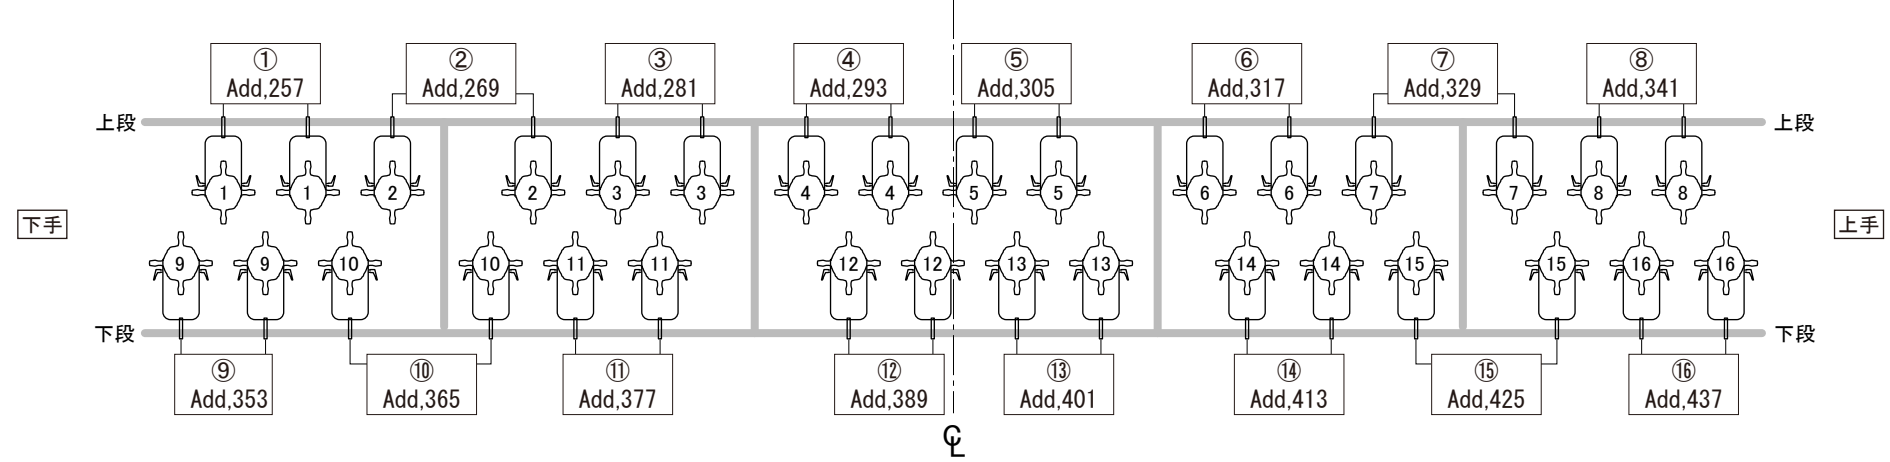 ①
Add,257
②
Add,269
③
Add,281
④
Add,293
⑤
Add,305
⑥
Add,317
⑦
Add,329
⑧
Add,341
上段
上段
1 1 2 2 3 3 4 4 5 5 6 6 7 7 8 8
下手
上手
9 9 10 10 11 11 12 12 13 13 14 14 15 15 16 16
下段
下段
⑨
Add,353
⑩
Add,365
⑪
Add,377
⑫
Add,389
⑬
Add,401
⑭
Add,413
⑮
Add,425
⑯
Add,437
℄